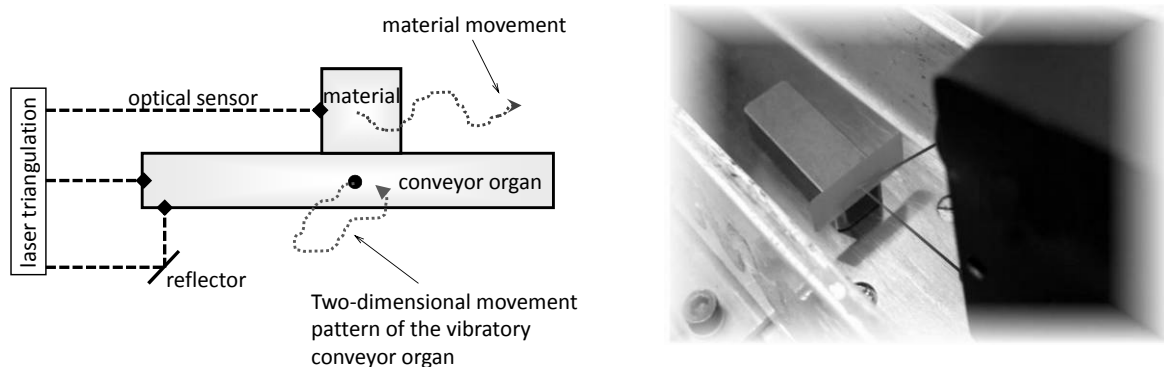 material movement
optical sensor
material
laser triangulation
conveyor organ
reflector
Two-dimensional movement
pattern of the vibratory
conveyor organ